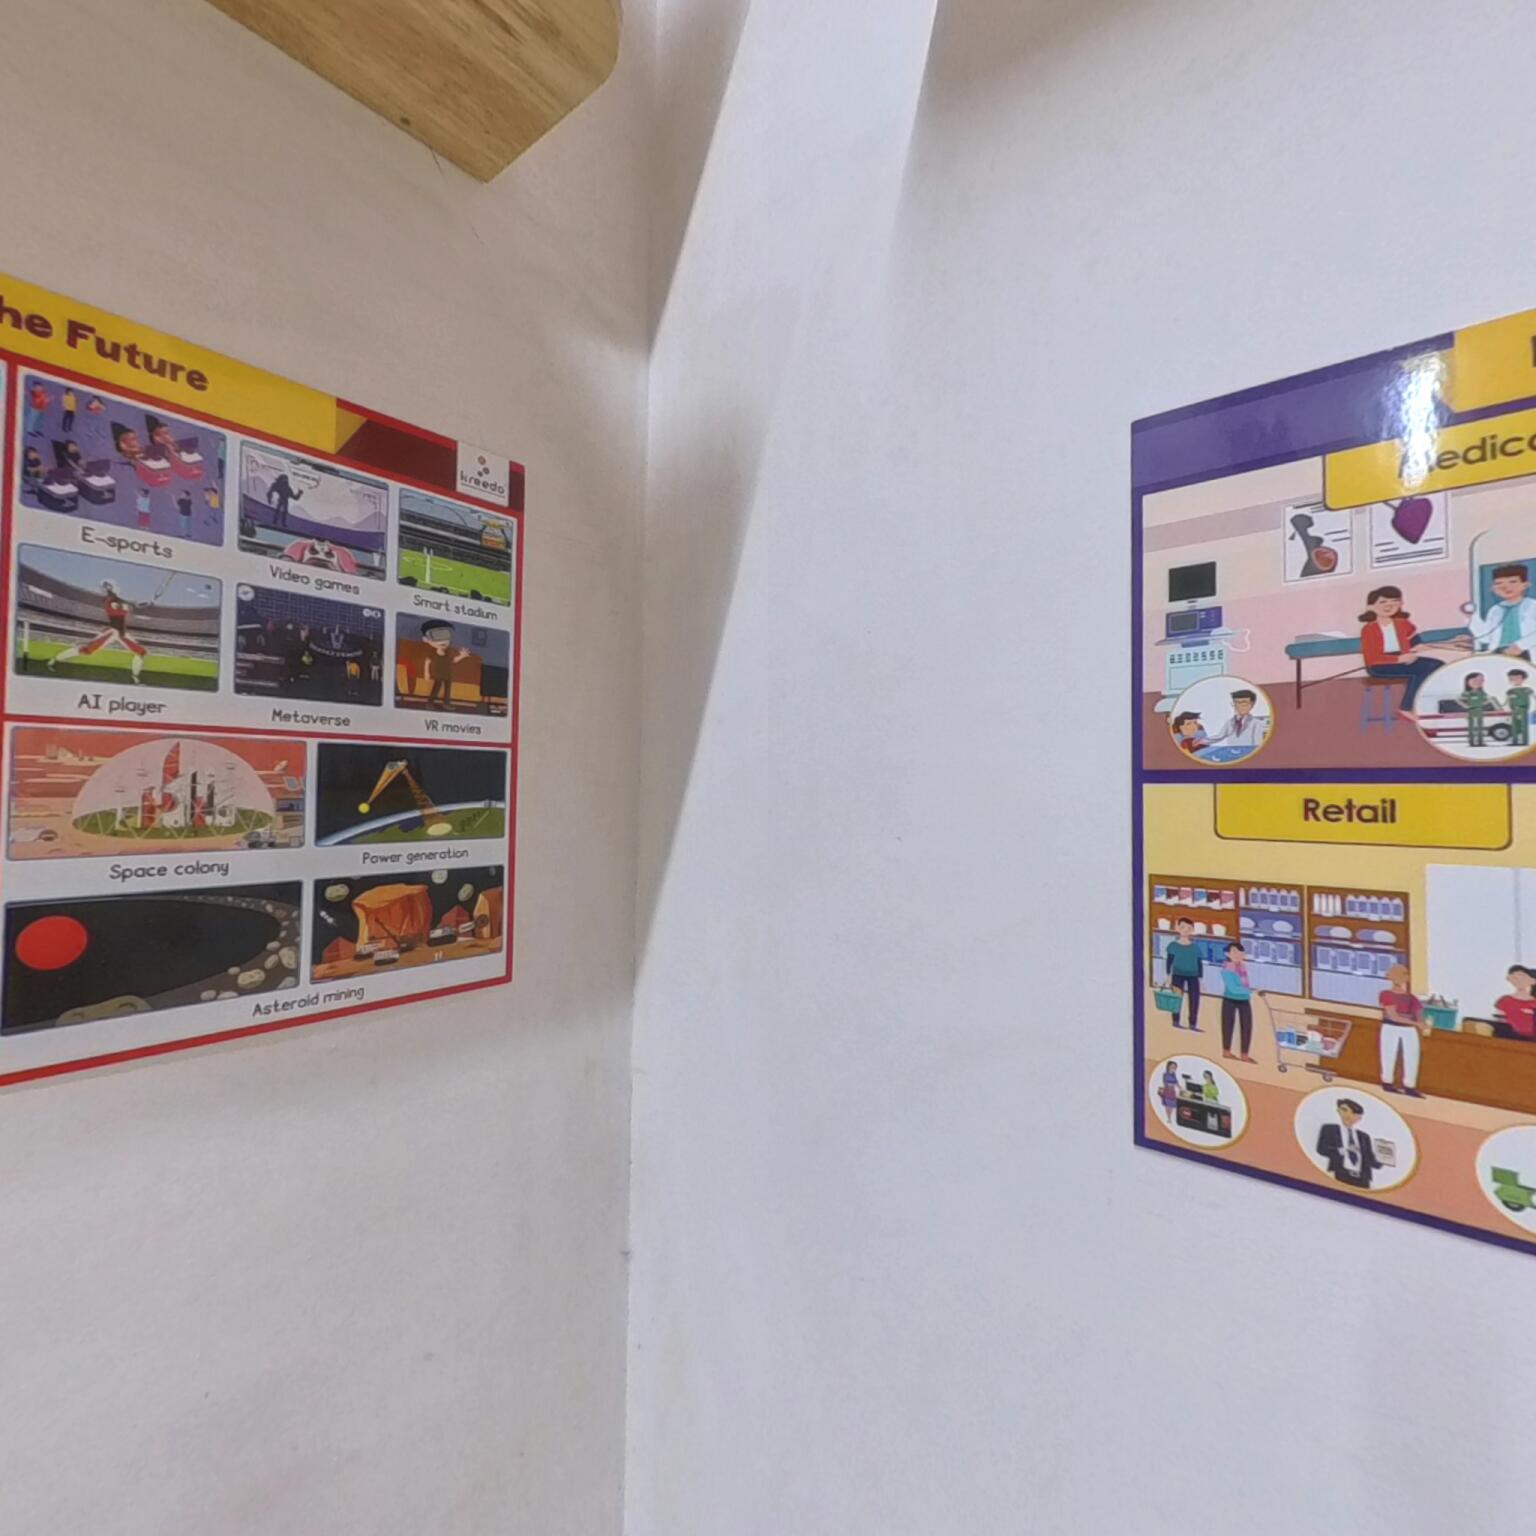 he Future
kreedo
E-sports
Video games
Smart stadium
AI player
Metaverse
VR movies
Space colony
Power generation
Asteroid mining
edic
Retail